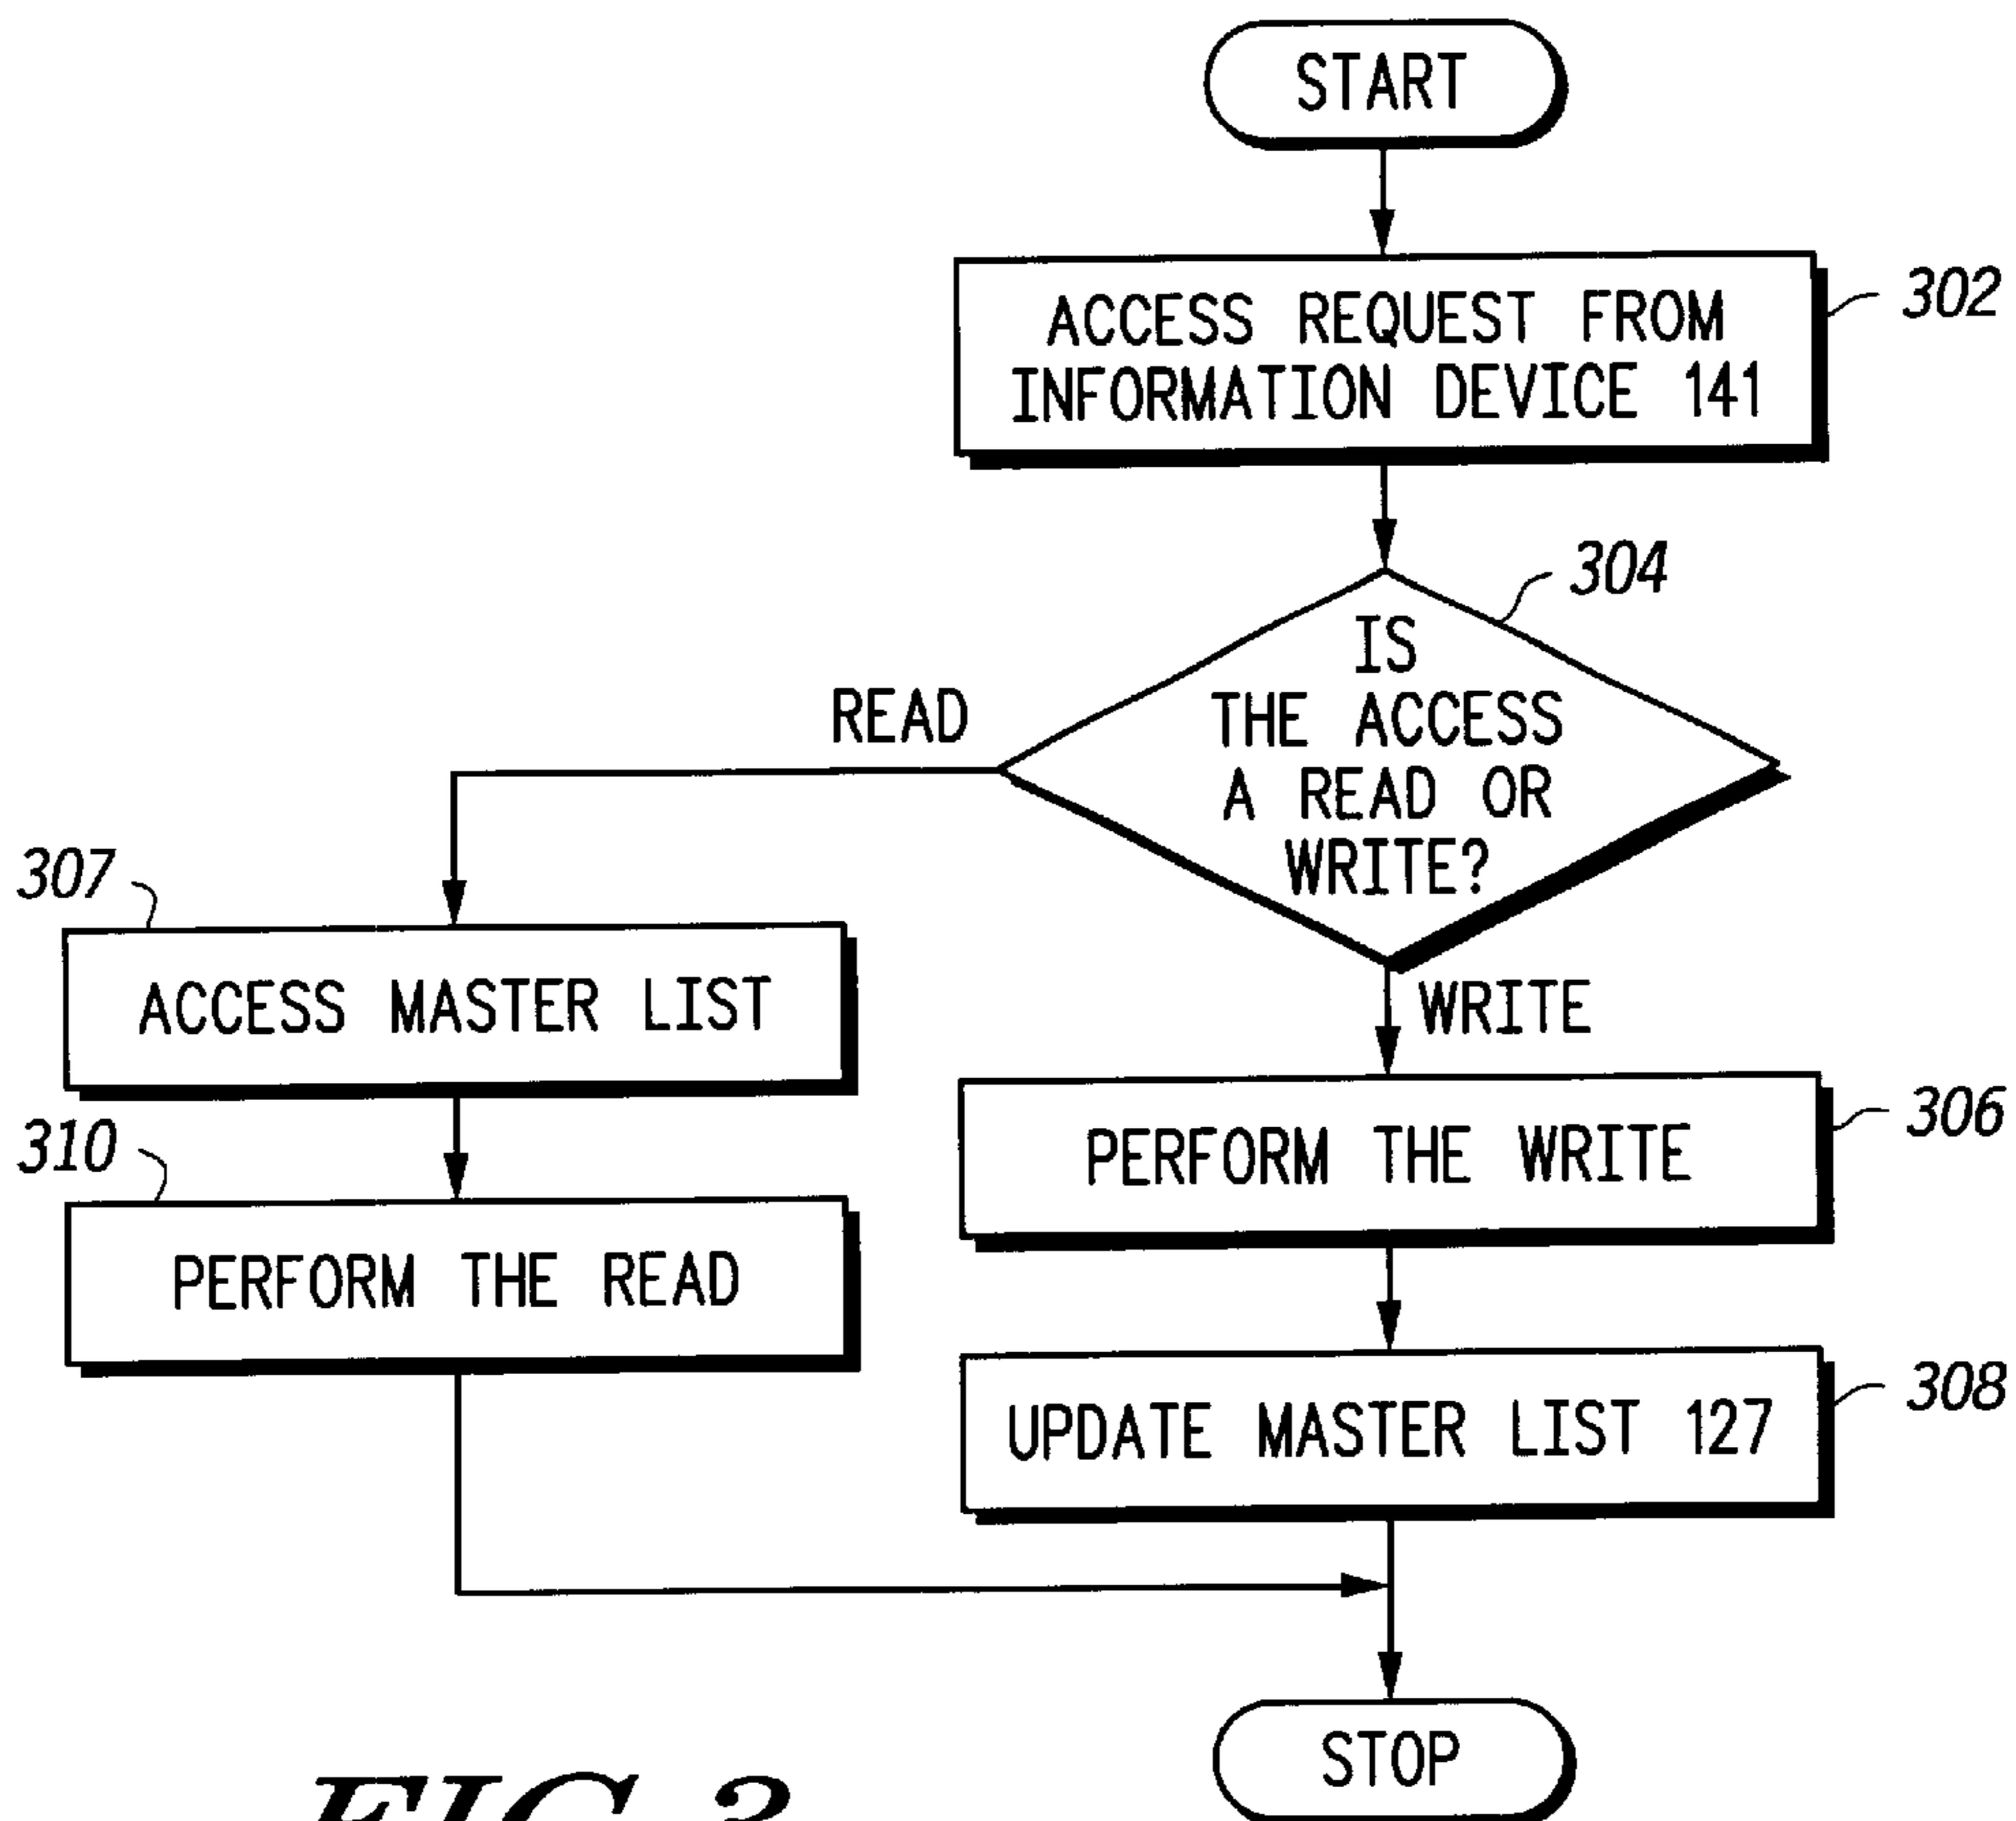 START
ACCESS REQUEST FROM
INFORMATION DEVICE 141
302
304
IS
THE ACCESS
A READ OR
WRITE?
READ
WRITE
307
ACCESS MASTER LIST
306
PERFORM THE WRITE
310
PERFORM THE READ
308
UPDATE MASTER LIST 127
STOP
FIG.